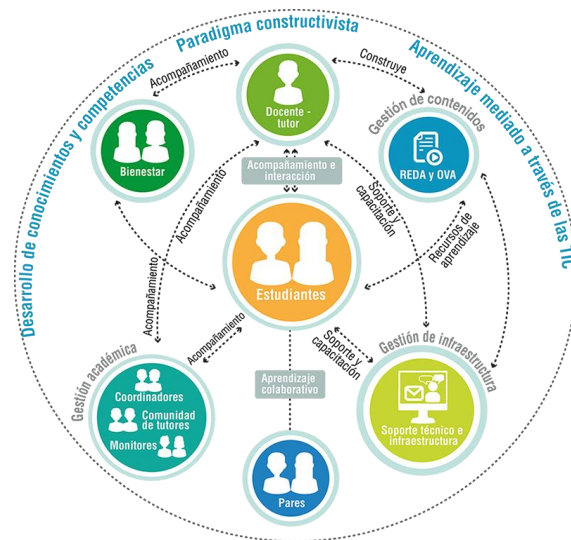 Paradigma constructivista
Desarrollo de conocimientos y competencias
Aprendizaje mediado a través de las TIC
Acompañamiento
Construye
Docente -
tutor
Gestión de contenidos
Bienestar
REDA y OVA
Acompañamiento e
interacción
Acompañamiento
Soporte y
capacitación
Recursos de
aprendizaje
Estudiantes
Acompañamiento
Acompañamiento
Soporte y
capacitación
Gestión académica
Gestión de infraestructura
Coordinadores
Comunidad
de tutores
Monitores
Aprendizaje
colaborativo
Soporte técnico e
infraestructura
Pares